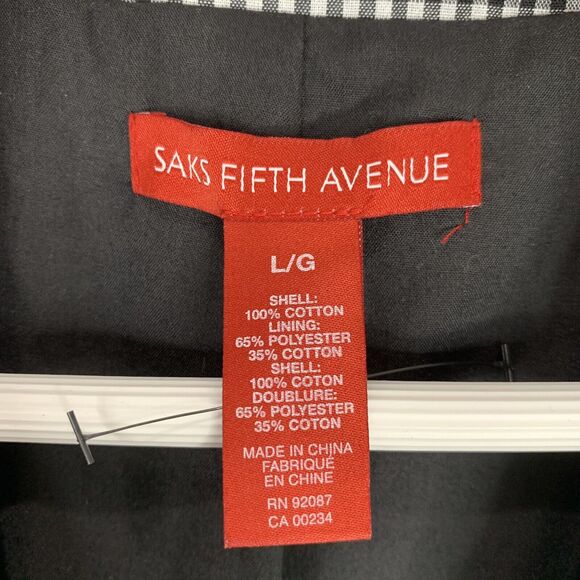 SAKS FIFTH AVENUE
L/G
SHELL:
100% COTTON
LINING:
65% POLYESTER
35% COTTON
SHELL:
100% COTON
DOUBLURE:
65% POLYESTER
35% COTON
MADE IN CHINA
FABRIQUÉ
EN CHINE
RN 92087
CA 00234